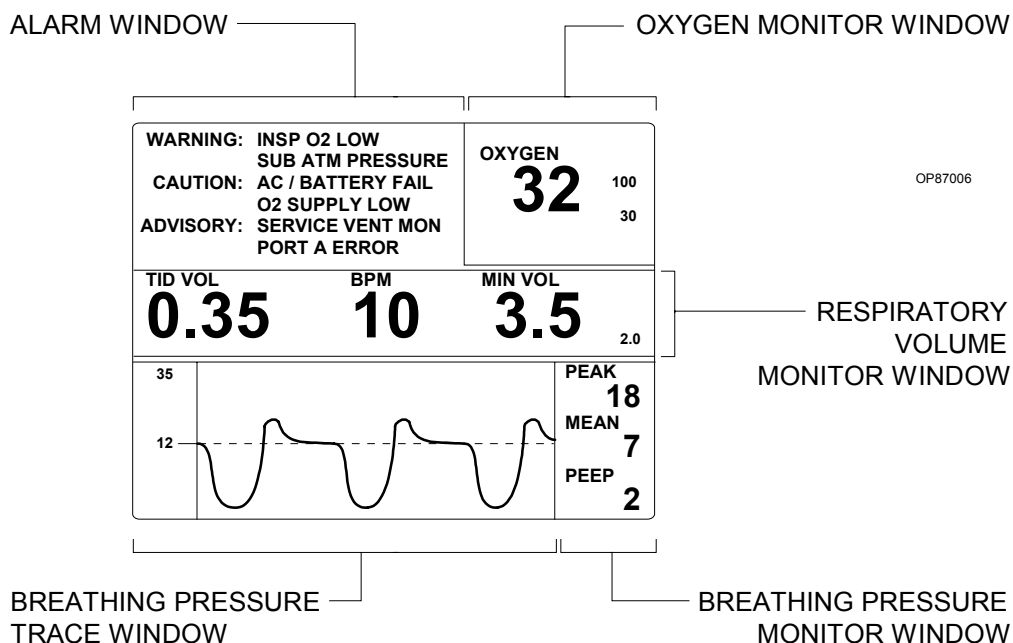 ALARM WINDOW
OXYGEN MONITOR WINDOW
WARNING: INSP O2 LOW
SUB ATM PRESSURE
CAUTION: AC / BATTERY FAIL
O2 SUPPLY LOW
ADVISORY: SERVICE VENT MON
PORT A ERROR
OXYGEN
32
100
30
OP87006
TID VOL BPM MIN VOL
0.35 10 3.5
2.0
RESPIRATORY
VOLUME
MONITOR WINDOW
35
12
PEAK
18
MEAN
7
PEEP
2
BREATHING PRESSURE
TRACE WINDOW
BREATHING PRESSURE
MONITOR WINDOW